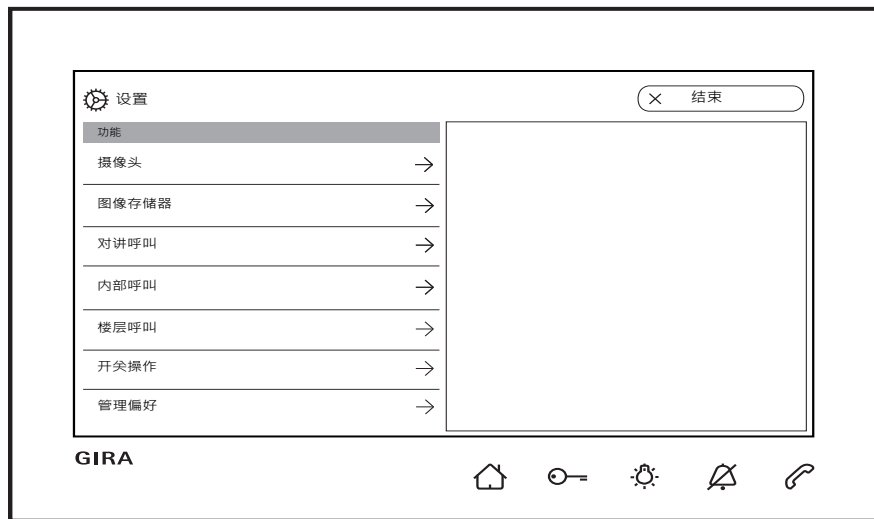 设置
结束
功能
摄像头
图像存储器
对讲呼叫
内部呼叫
楼层呼叫
开关操作
管理偏好
GIRA